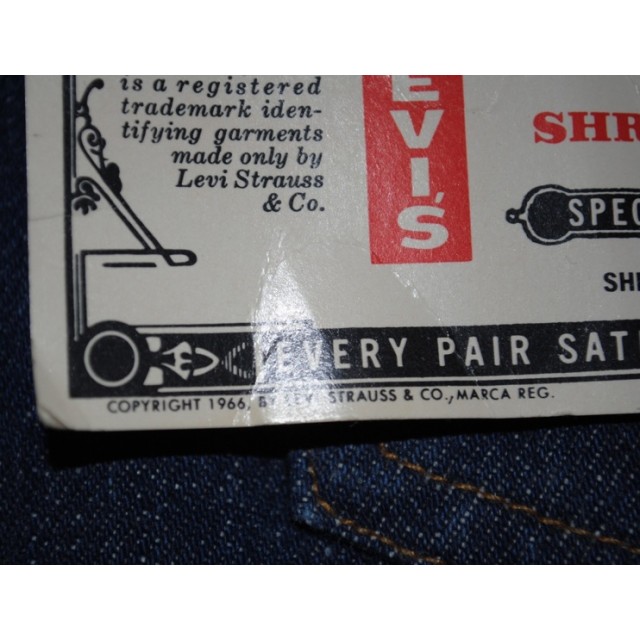 is a registered
trademark iden-
tifying garments
made only by
Levi Strauss
& Co.
EVI'S
SHR
SPEC
SHR
EVERY PAIR SAT
COPYRIGHT 1966, BY LEVI STRAUSS & CO., MARCA REG.